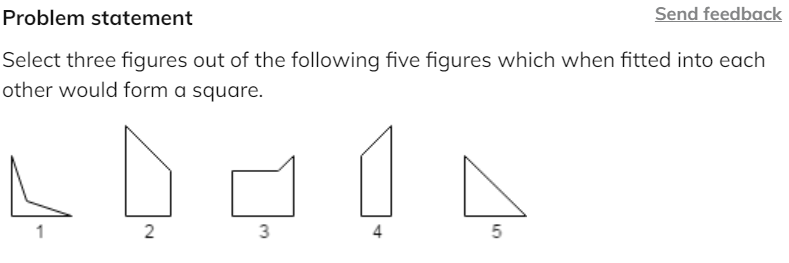 Problem statement
Send feedback
Select three figures out of the following five figures which when fitted into each
other would form a square.
1 2 3 4 5